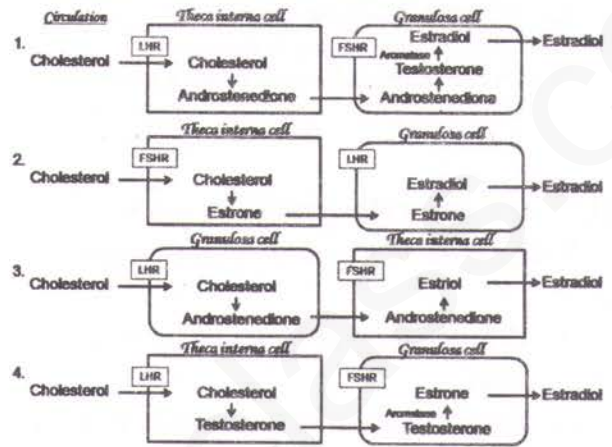 Circulation
Theca interna cell
Granulosa cell
1.
LHR
FSHR
Estradiol
Estradiol
Aromatase
Cholesterol
Cholesterol
Testosterone
Androstenedione
Androstenediona
Theca interna cell
Granulosa cell
2.
FSHR
LHR
Cholesterol
Cholesterol
Estradiol
Estradiol
Estrone
Estrone
Granulosa cell
Theca interna cell
3.
LHR
FSHR
Cholesterol
Cholesterol
Estriol
Estradiol
Androstenedione
Androstenedione
Theca interna cell
Granulosa cell
4.
LHR
FSHR
Cholesterol
Cholesterol
Estrone
Estradiol
Aromatase
Testosterone
Testosterone